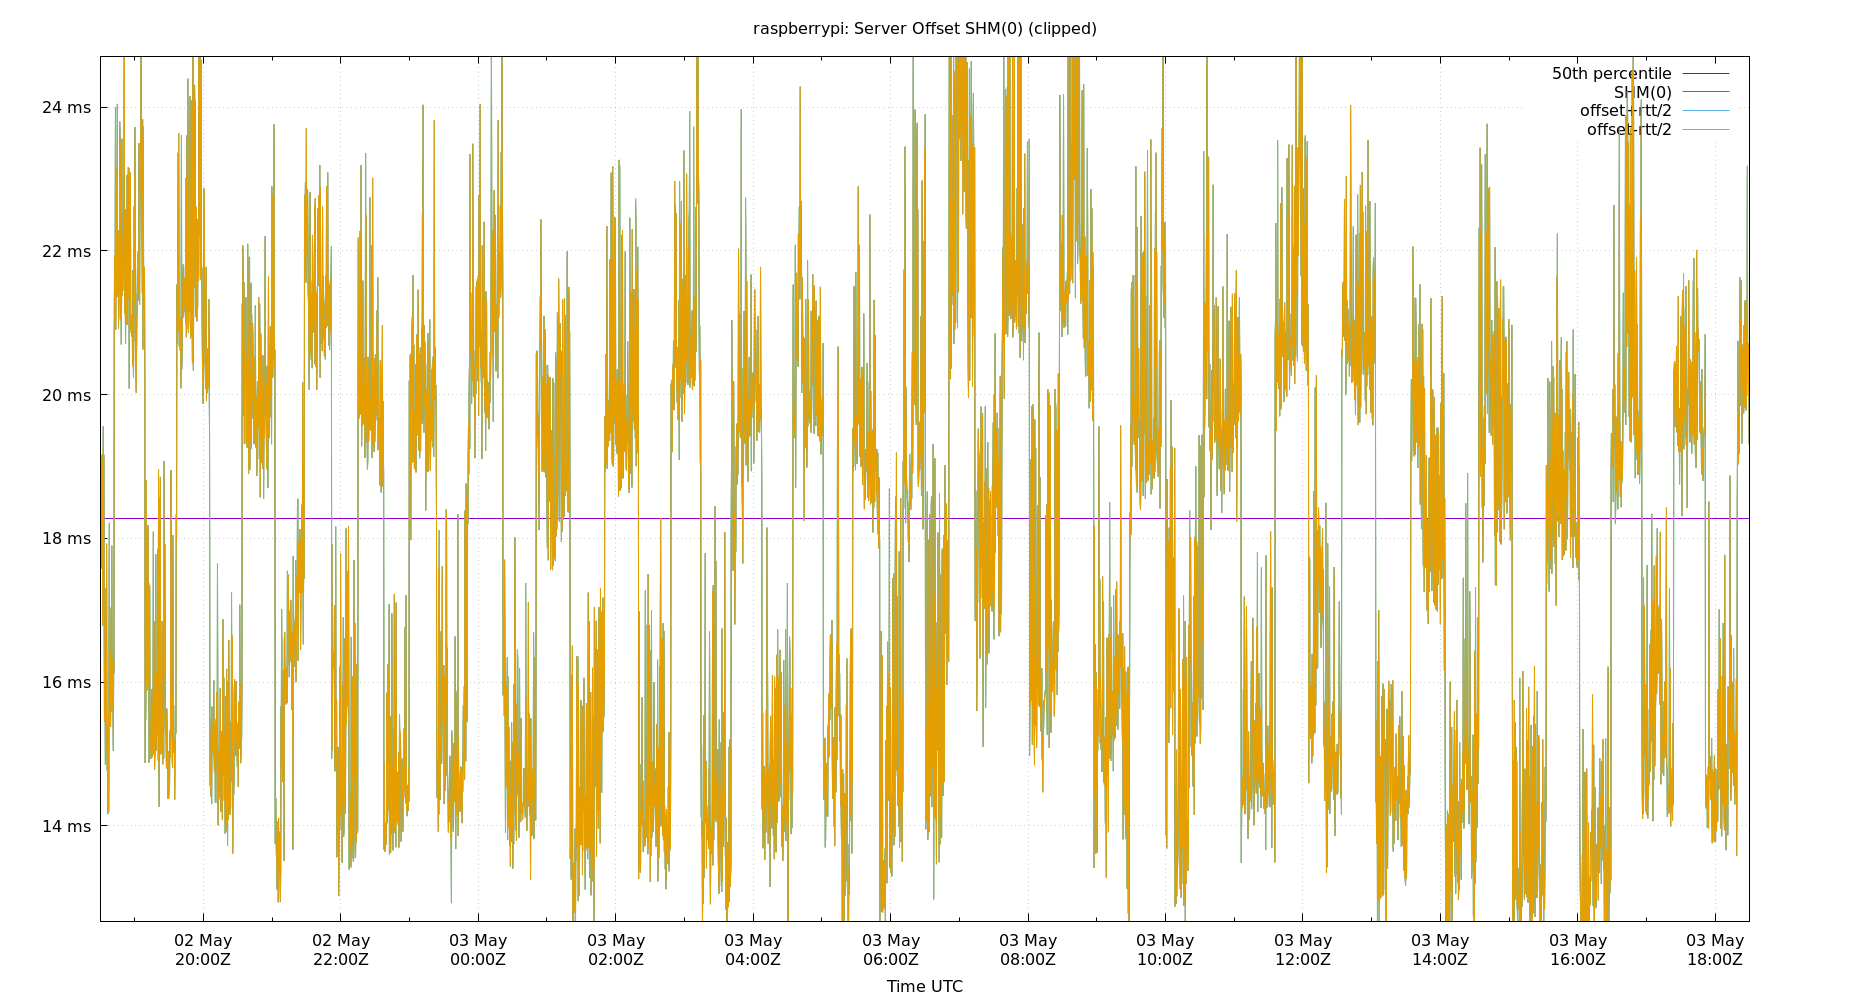 raspberrypi: Server Offset SHM(0) (clipped)
50th percentile
SHM(0)
offset+rtt/2
offset-rtt/2
24 ms
22 ms
20 ms
18 ms
16 ms
14 ms
02 May 02 May 03 May 03 May 03 May 03 May 03 May 03 May 03 May 03 May 03 May 03 May
20:00Z 22:00Z 00:00Z 02:00Z 04:00Z 06:00Z 08:00Z 10:00Z 12:00Z 14:00Z 16:00Z 18:00Z
Time UTC